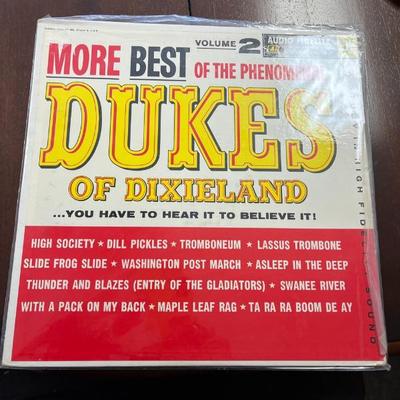 VOLUME 2 AUDIO FIDELITY
MORE BEST OF THE PHENOMENAL
DUKES
OF DIXIELAND
...YOU HAVE TO HEAR IT TO BELIEVE IT!
HIGH SOCIETY ★ DILL PICKLES ★ TROMBONEUM ★ LASSUS TROMBONE
SLIDE FROG SLIDE ★ WASHINGTON POST MARCH ★ ASLEEP IN THE DEEP
THUNDER AND BLAZES (ENTRY OF THE GLADIATORS) ★ SWANEE RIVER
WITH A PACK ON MY BACK ★ MAPLE LEAF RAG ★ TA RA RA BOOM DE AY
IN HIGH FIDELITY SOUND